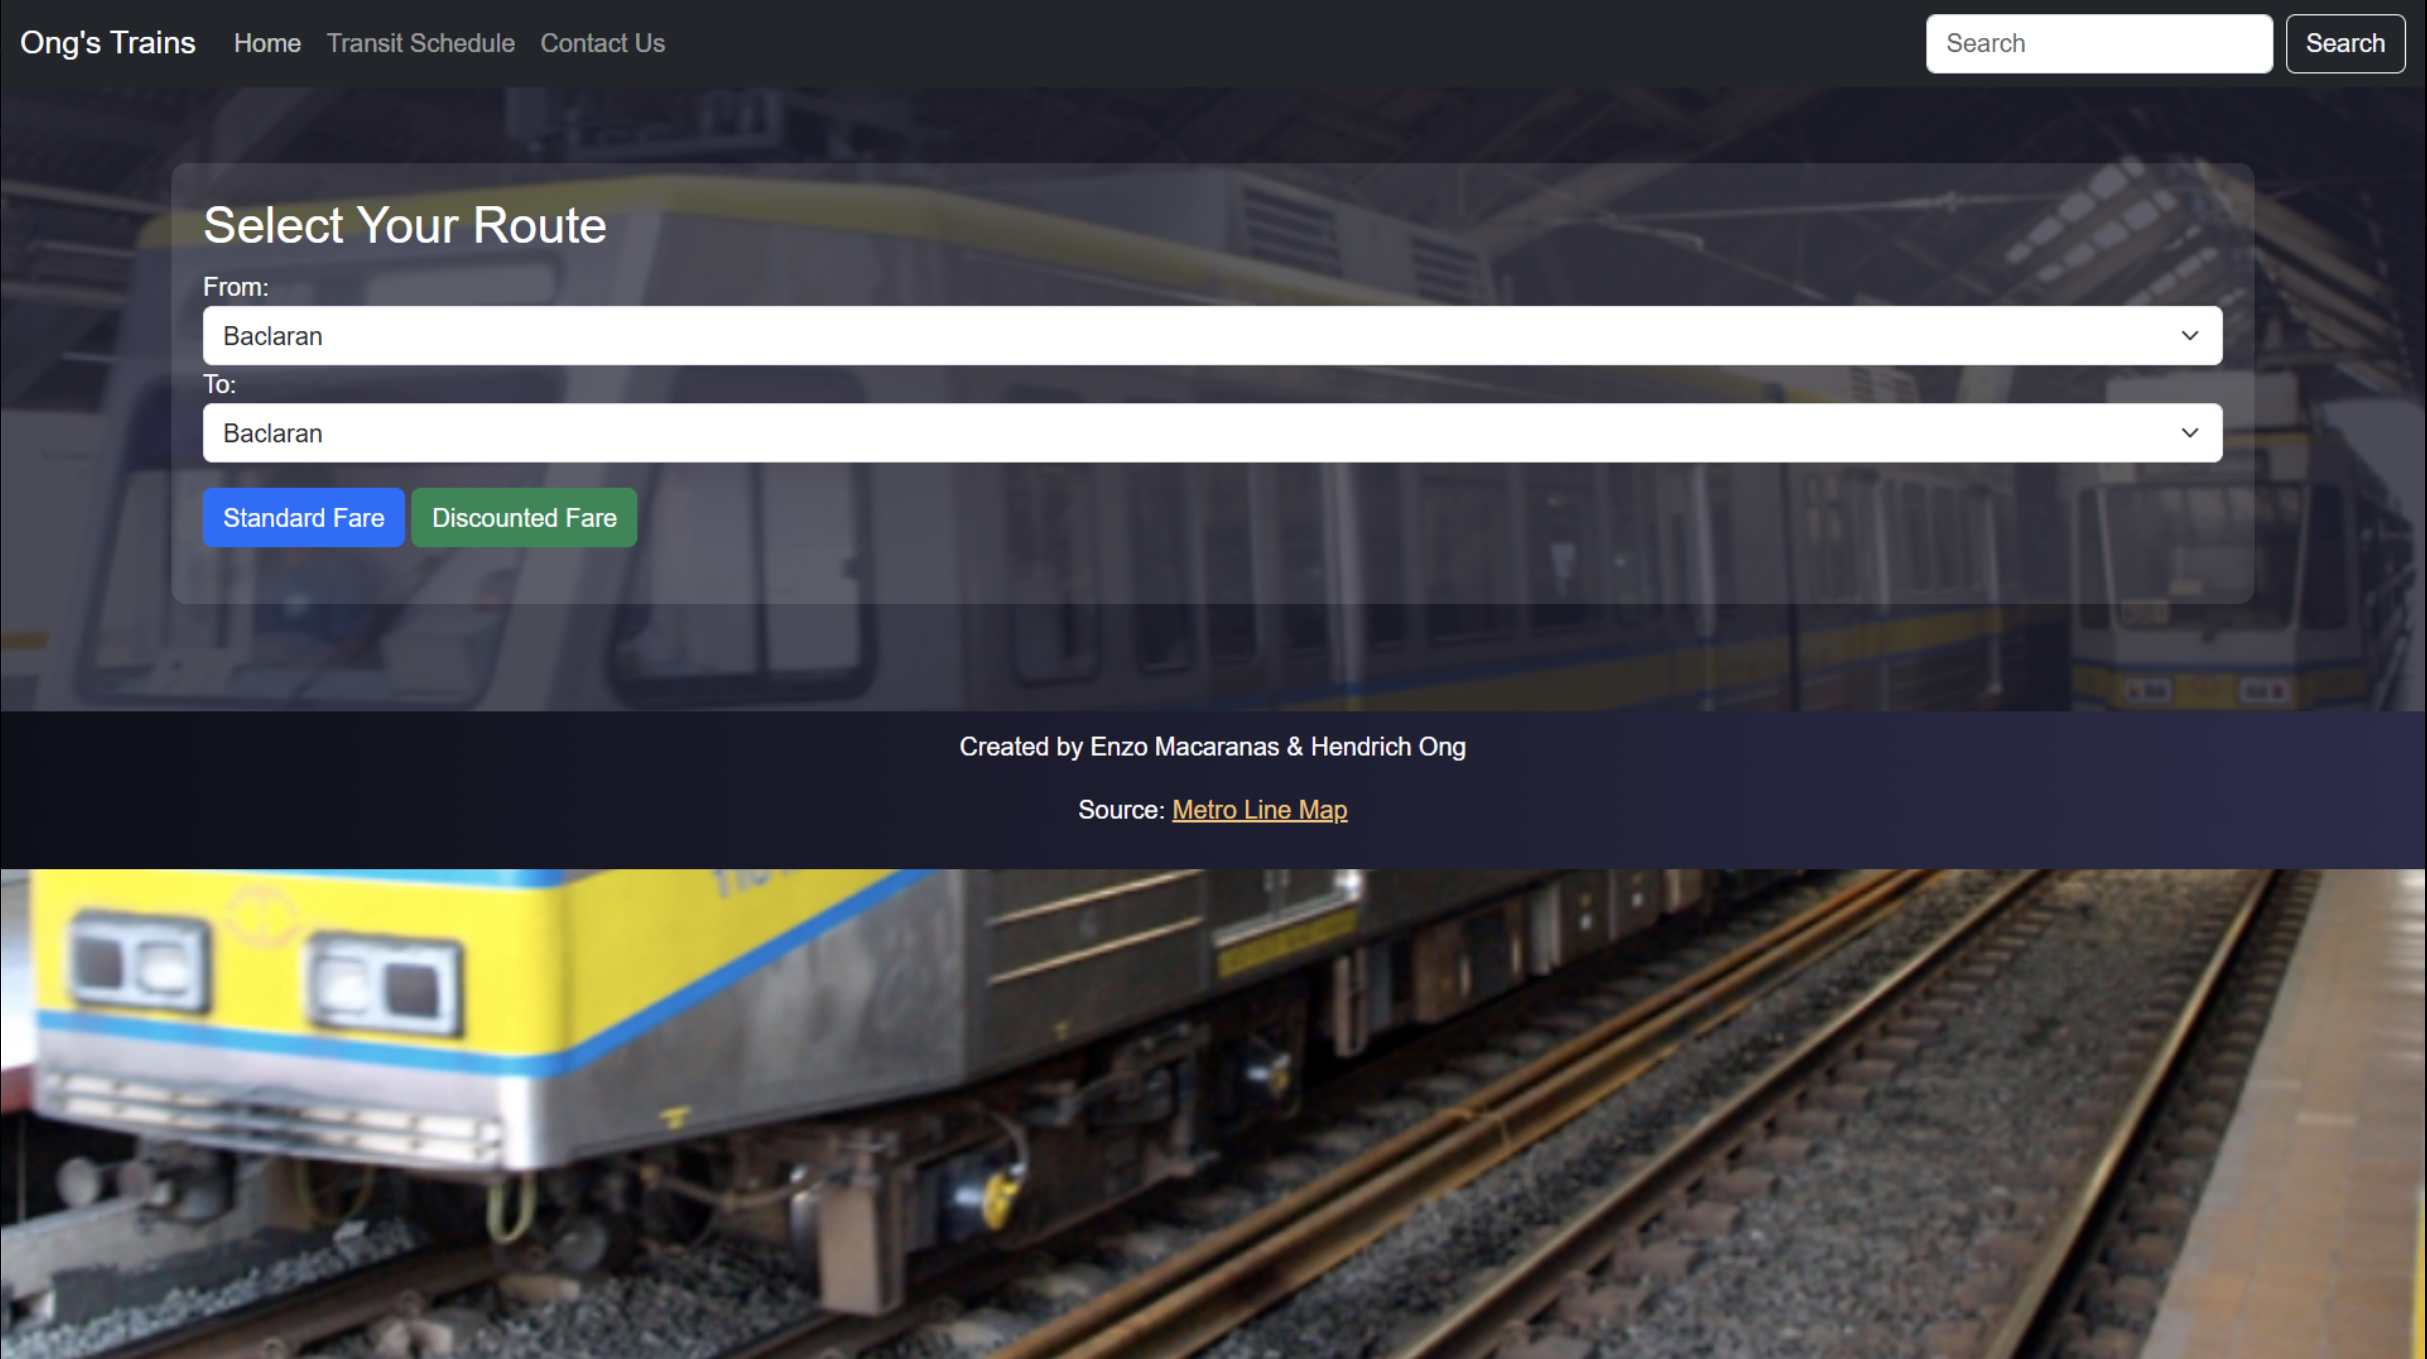 Ong's Trains Home Transit Schedule Contact Us Search Search
Select Your Route
From:
Baclaran
To:
Baclaran
Standard Fare Discounted Fare
Created by Enzo Macaranas & Hendrich Ong
Source: Metro Line Map